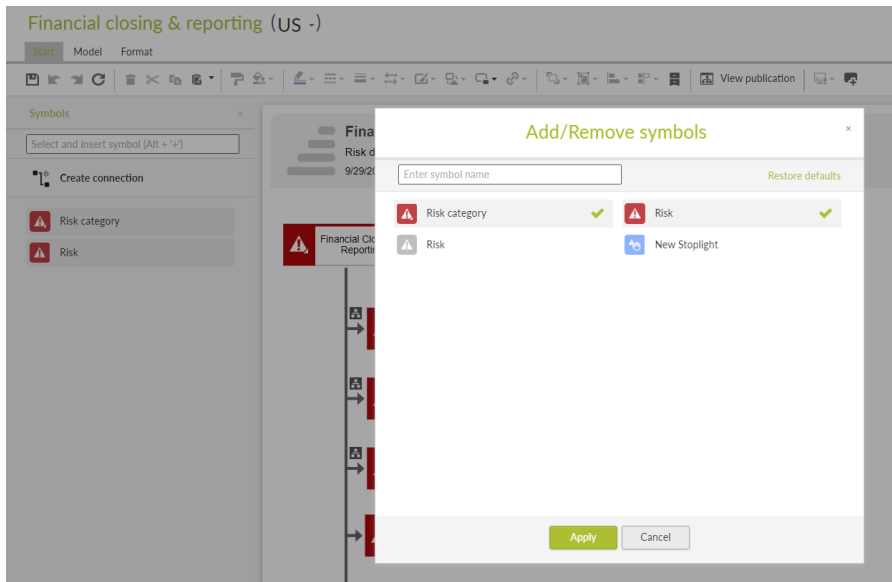 Financial closing & reporting (US -)
Start Model Format
View publication
Symbols ×
Select and insert symbol (Alt + '+')
Create connection
Risk category
Risk
Fina
Risk d
9/29/20
Financial Clo
Reportin
Add/Remove symbols ×
Enter symbol name
Restore defaults
Risk category
Risk
Risk
New Stoplight
Apply
Cancel